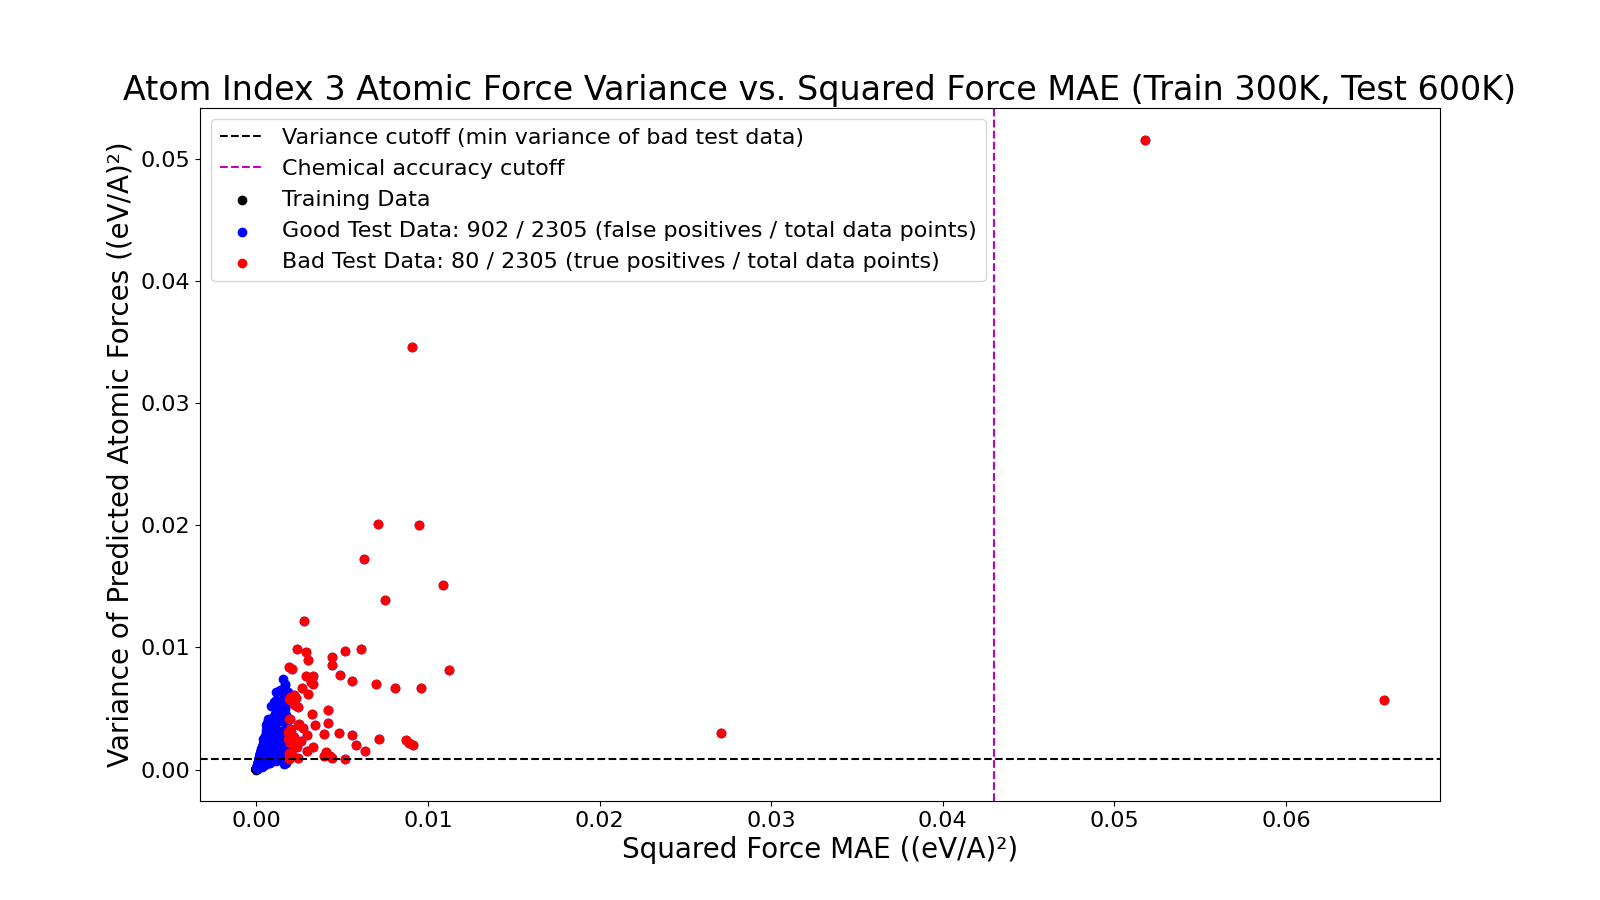 Atom Index 3 Atomic Force Variance vs. Squared Force MAE (Train 300K, Test 600K)
Variance cutoff (min variance of bad test data)
Chemical accuracy cutoff
Training Data
Good Test Data: 902 / 2305 (false positives / total data points)
Bad Test Data: 80 / 2305 (true positives / total data points)
Variance of Predicted Atomic Forces ((eV/A)²)
0.05
0.04
0.03
0.02
0.01
0.00
0.00 0.01 0.02 0.03 0.04 0.05 0.06
Squared Force MAE ((eV/A)²)